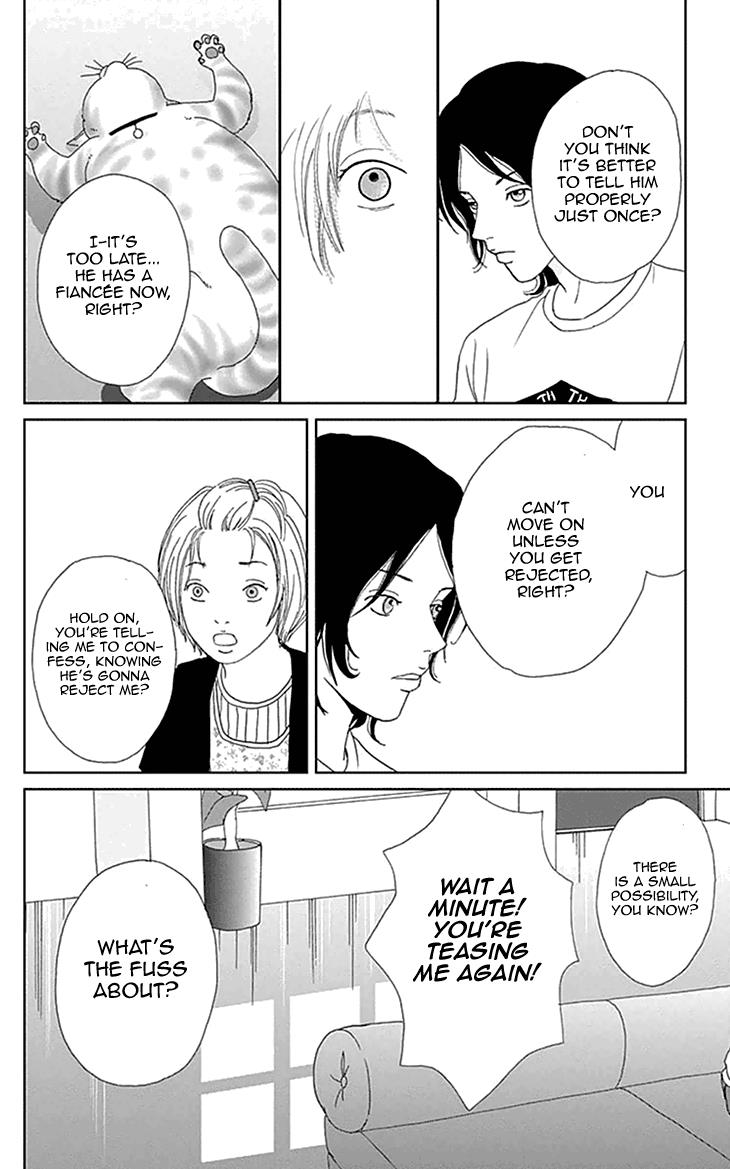 DON'T
YOU THINK
IT'S BETTER
TO TELL HIM
PROPERLY
JUST ONCE?
I-IT'S
TOO LATE...
HE HAS A
FIANCÉE NOW,
RIGHT?
YOU
CAN'T
MOVE ON
UNLESS
YOU GET
REJECTED,
RIGHT?
HOLD ON,
YOU'RE TELL-
ING ME TO CON-
FESS, KNOWING
HE'S GONNA
REJECT ME?
THERE
IS A SMALL
POSSIBILITY,
YOU KNOW?
WAIT A
MINUTE!
YOU'RE
TEASING
ME AGAIN!
WHAT'S
THE FUSS
ABOUT?